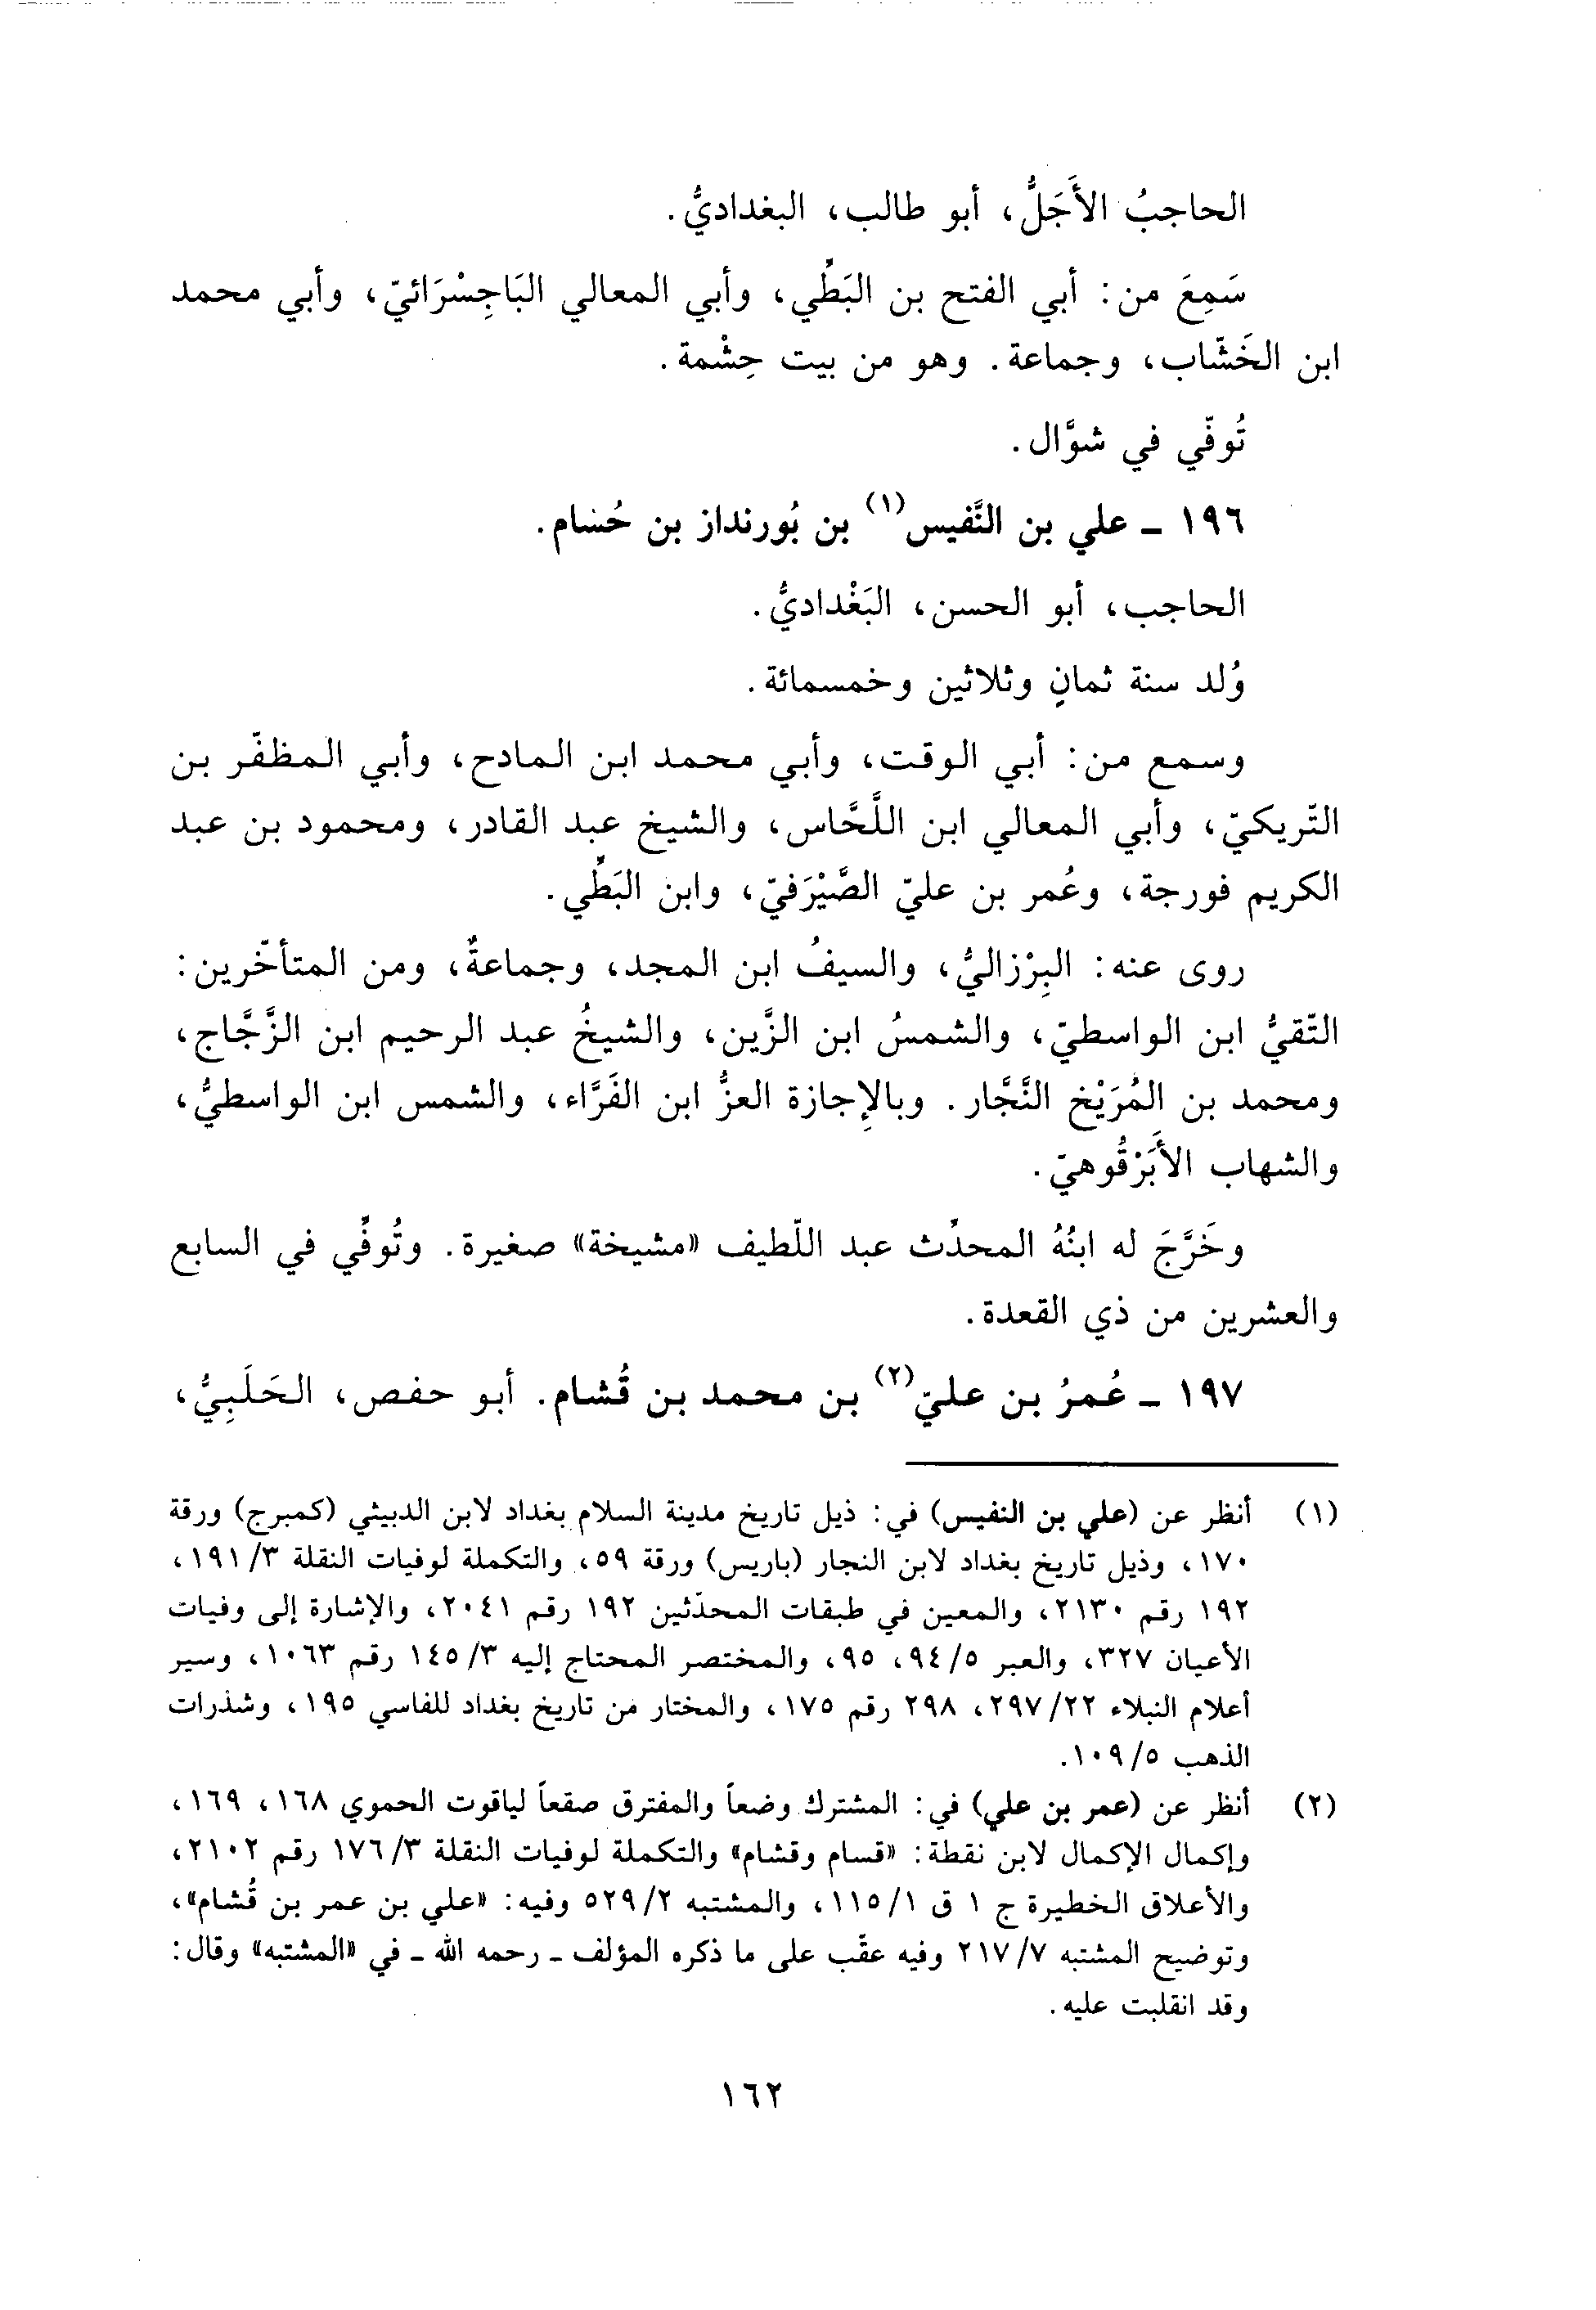 الحاجبُ الأَجَلُّ، أبو طالب، البغداديُّ.
سَمِعَ من: أبي الفتح بن البَطِّي، وأبي المعالي البَاجِسْرَائيّ، وأبي محمد
ابن الخَشّاب، وجماعة. وهو من بيت حِشْمة.
تُوفّي في شوَّال.
١٩٦ ـ علي بن النَّفيس(١) بن بُورنداز بن حُسام.
الحاجب، أبو الحسن، البَغْداديُّ.
وُلد سنة ثمانٍ وثلاثين وخمسمائة.
وسمع من: أبي الوقت، وأبي محمد ابن المادح، وأبي المظفّر بن
التّريكيّ، وأبي المعالي ابن اللَّحَّاس، والشيخ عبد القادر، ومحمود بن عبد
الكريم فورجة، وعُمر بن عليّ الصَّيْرَفيّ، وابن البَطِّي.
روى عنه: البِرْزاليُّ، والسيفُ ابن المجد، وجماعةٌ، ومن المتأخّرين:
التّقيُّ ابن الواسطيّ، والشمسُ ابن الزَّين، والشيخُ عبد الرحيم ابن الزَّجَّاج،
ومحمد بن المُرَيْخ النَّجَّار. وبالإجازة العزُّ ابن الفَرَّاء، والشمس ابن الواسطيُّ،
والشهاب الأَبَرْقُوهيّ.
وخَرَّجَ له ابنُهُ المحدِّث عبد اللّطيف «مشيخة» صغيرة. وتُوفِّي في السابع
والعشرين من ذي القعدة.
١٩٧ ـ عُمرُ بن عليّ(٢) بن محمد بن قُشام. أبو حفص، الحَلَبِيُّ،
(١) أنظر عن (علي بن النفيس) في: ذيل تاريخ مدينة السلام بغداد لابن الدبيثي (كمبرج) ورقة
١٧٠، وذيل تاريخ بغداد لابن النجار (باريس) ورقة ٥٩، والتكملة لوفيات النقلة ١٩١/٣،
١٩٢ رقم ٢١٣٠، والمعين في طبقات المحدّثين ١٩٢ رقم ٢٠٤١، والإشارة إلى وفيات
الأعيان ٣٢٧، والعبر ٩٤/٥، ٩٥، والمختصر المحتاج إليه ١٤٥/٣ رقم ١٠٦٣، وسير
أعلام النبلاء ٢٩٧/٢٢، ٢٩٨ رقم ١٧٥، والمختار من تاريخ بغداد للفاسي ١٩٥، وشذرات
الذهب ١٠٩/٥.
(٢) أنظر عن (عمر بن علي) في: المشترك وضعاً والمفترق صقعاً لياقوت الحموي ١٦٨، ١٦٩،
وإكمال الإكمال لابن نقطة: «قسام وقشام» والتكملة لوفيات النقلة ١٧٦/٣ رقم ٢١٠٢،
والأعلاق الخطيرة ج ١ ق ١١٥/١، والمشتبه ٥٢٩/٢ وفيه: «علي بن عمر بن قُشام»،
وتوضيح المشتبه ٢١٧/٧ وفيه عقّب على ما ذكره المؤلف ـ رحمه الله ـ في «المشتبه» وقال:
وقد انقلبت عليه.
١٦٢